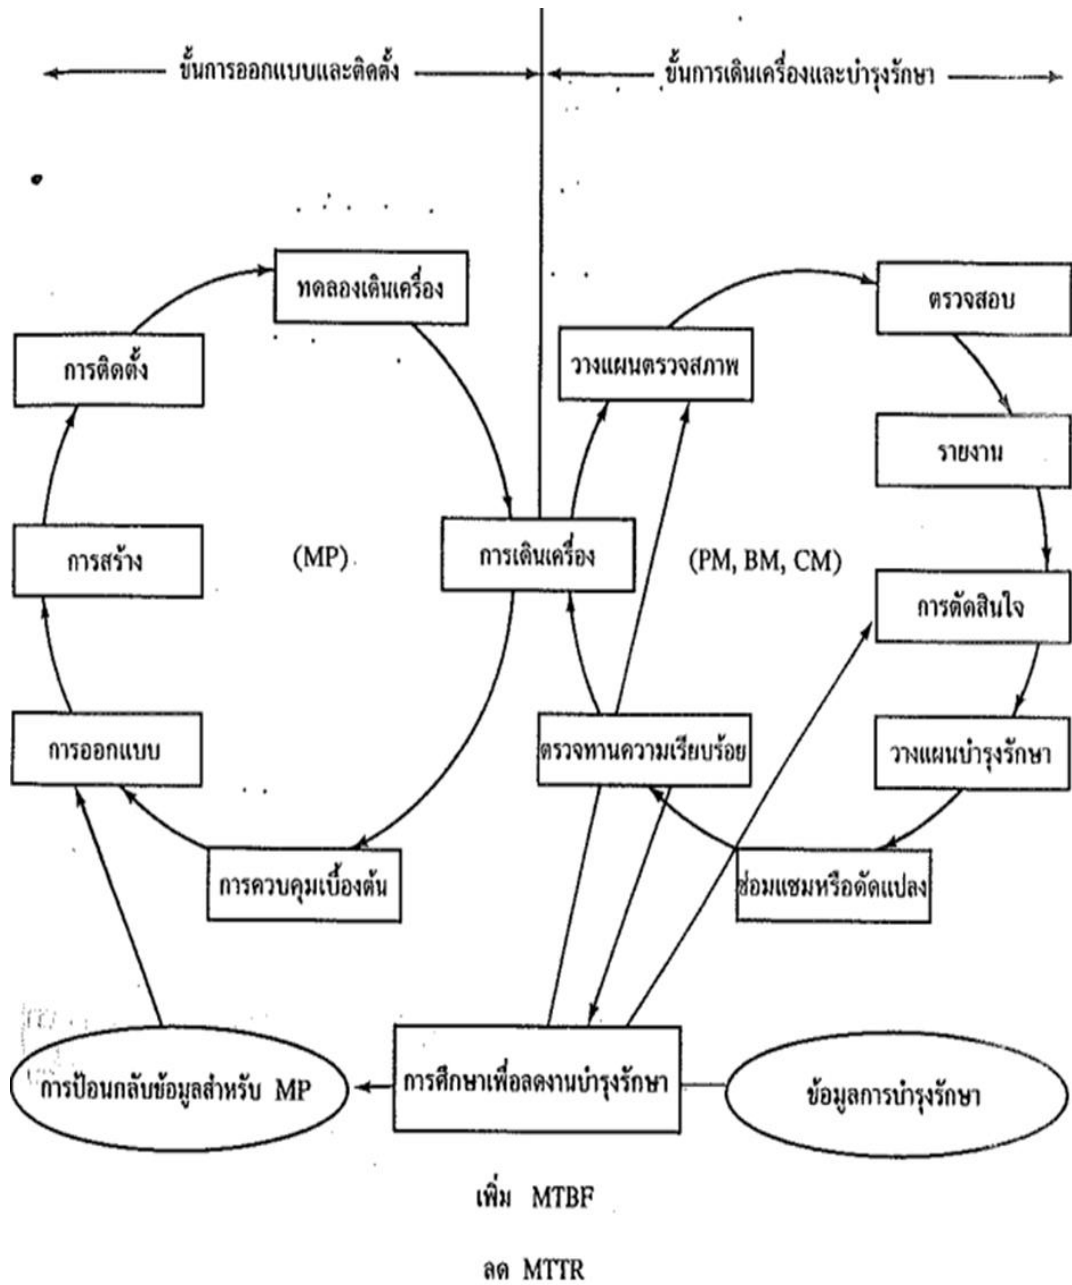 ขั้นการออกแบบและติดตั้ง
ขั้นการเดินเครื่องและบำรุงรักษา
ทดลองเดินเครื่อง
ตรวจสอบ
การติดตั้ง
วางแผนตรวจสภาพ
รายงาน
การสร้าง
(MP)
การเดินเครื่อง
(PM, BM, CM)
การตัดสินใจ
การออกแบบ
ตรวจทานความเรียบร้อย
วางแผนบำรุงรักษา
การควบคุมเบื้องต้น
ซ่อมแซมหรือดัดแปลง
การป้อนกลับข้อมูลสำหรับ MP
การศึกษาเพื่อลดงานบำรุงรักษา
ข้อมูลการบำรุงรักษา
เพิ่ม MTBF
ลด MTTR